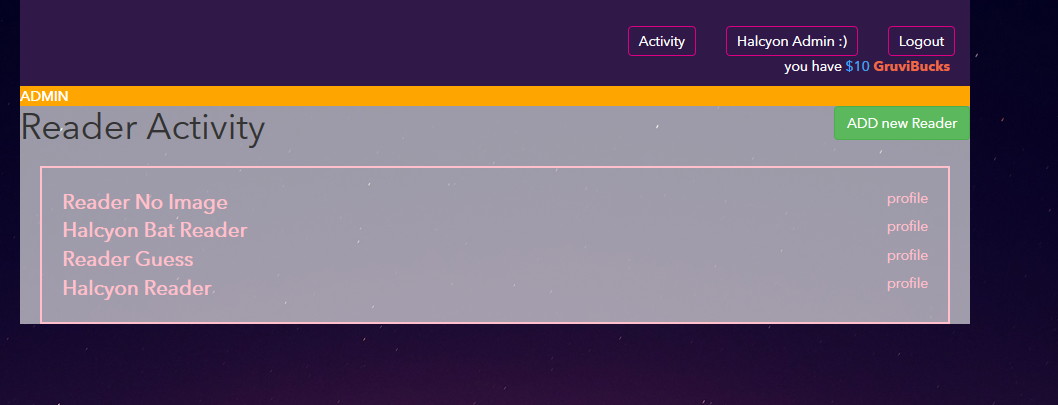 Activity Halcyon Admin :) Logout
you have $10 GruviBucks
ADMIN
Reader Activity ADD new Reader
Reader No Image profile
Halcyon Bat Reader profile
Reader Guess profile
Halcyon Reader profile